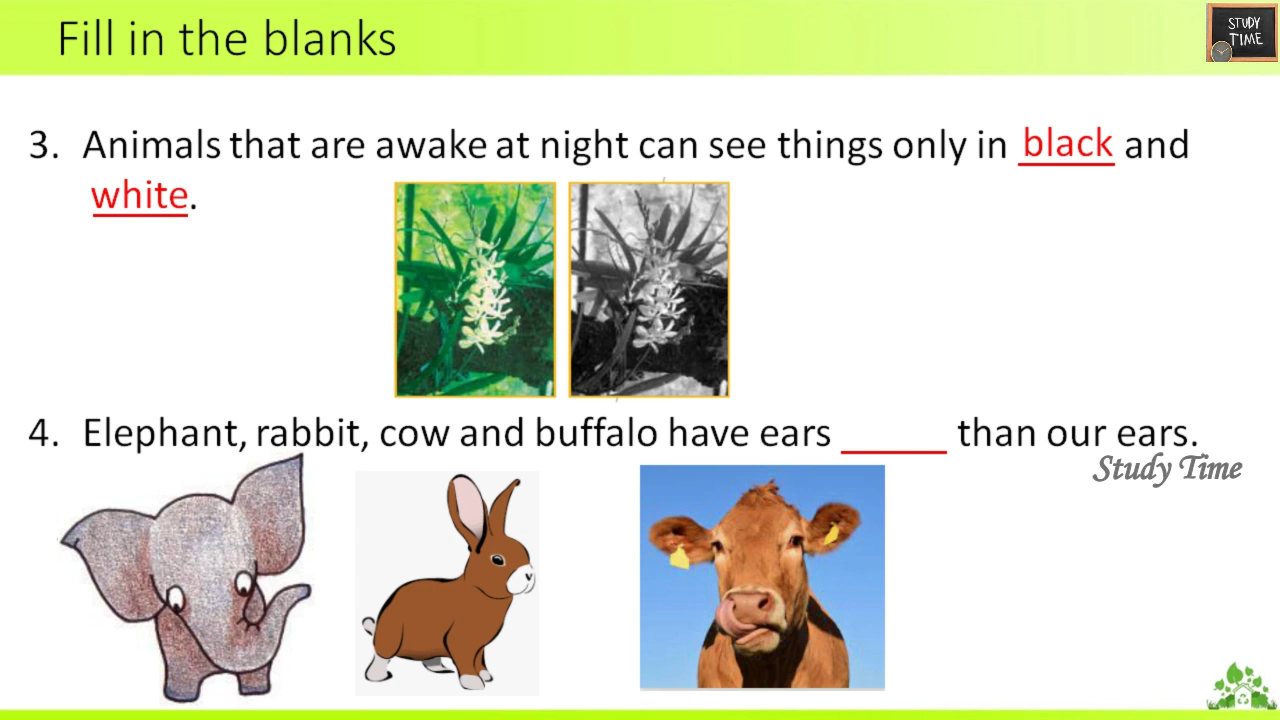 Fill in the blanks
STUDY
TIME
3. Animals that are awake at night can see things only in black and
white.
4. Elephant, rabbit, cow and buffalo have ears ______ than our ears.
Study Time